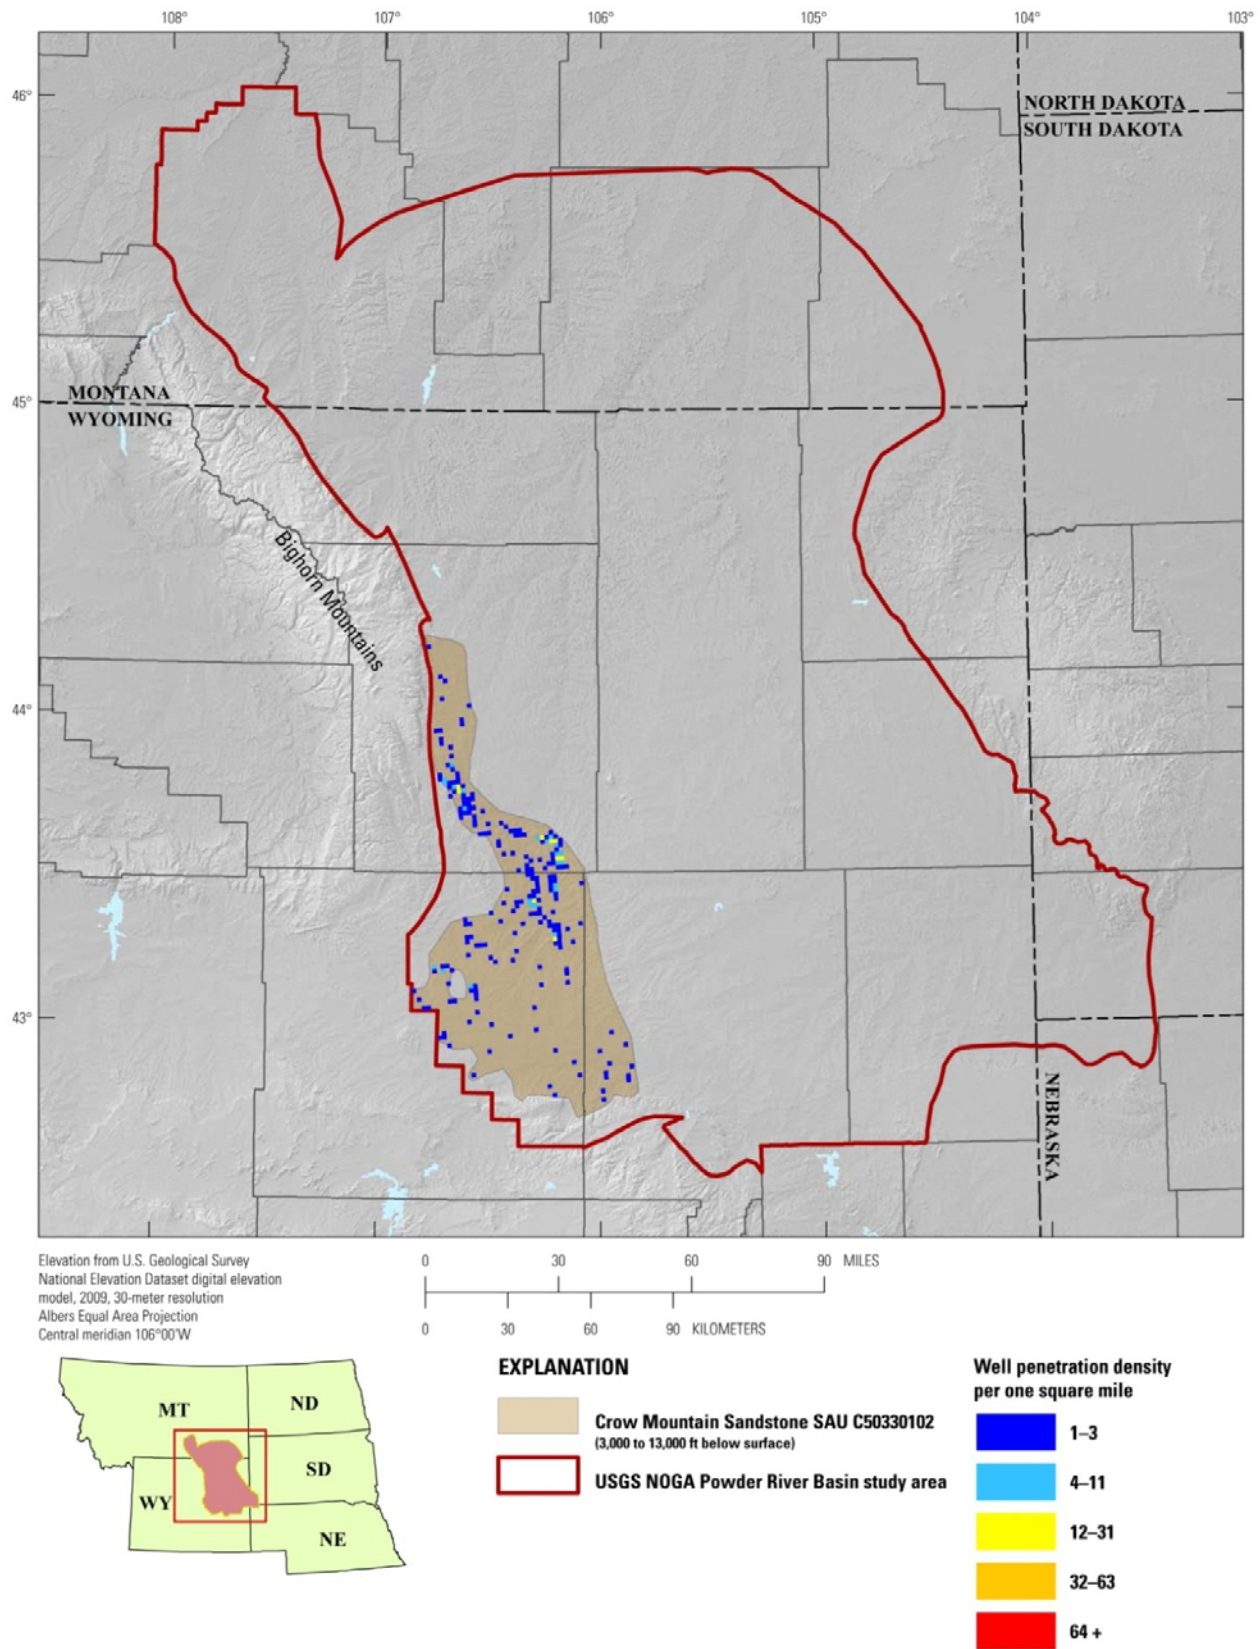 108°
107°
106°
105°
104°
103°
46°
NORTH DAKOTA
SOUTH DAKOTA
MONTANA
45°
WYOMING
Bighorn Mountains
44°
43°
NEBRASKA
Elevation from U.S. Geological Survey
National Elevation Dataset digital elevation
model, 2009, 30-meter resolution
Albers Equal Area Projection
Central meridian 106°00'W
0 30 60 90 MILES
0 30 60 90 KILOMETERS
MT
ND
SD
WY
NE
EXPLANATION
Crow Mountain Sandstone SAU C50330102
(3,000 to 13,000 ft below surface)
USGS NOGA Powder River Basin study area
Well penetration density
per one square mile
1–3
4–11
12–31
32–63
64 +